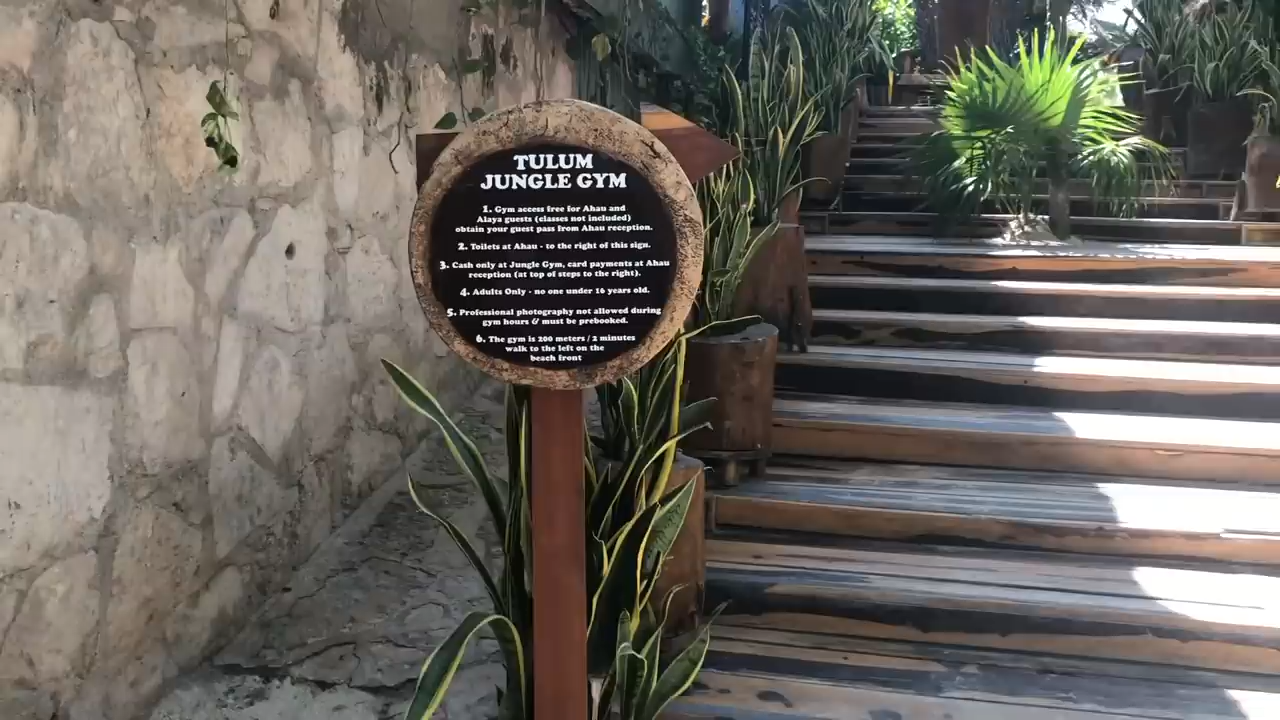 TULUM
JUNGLE GYM
1. Gym access free for Ahau and
Alaya guests (classes not included)
obtain your guest pass from Ahau reception.
2. Toilets at Ahau - to the right of this sign.
3. Cash only at Jungle Gym, card payments at Ahau
reception (at top of steps to the right).
4. Adults Only - no one under 16 years old.
5. Professional photography not allowed during
gym hours & must be prebooked.
6. The gym is 200 meters / 2 minutes
walk to the left on the
beach front